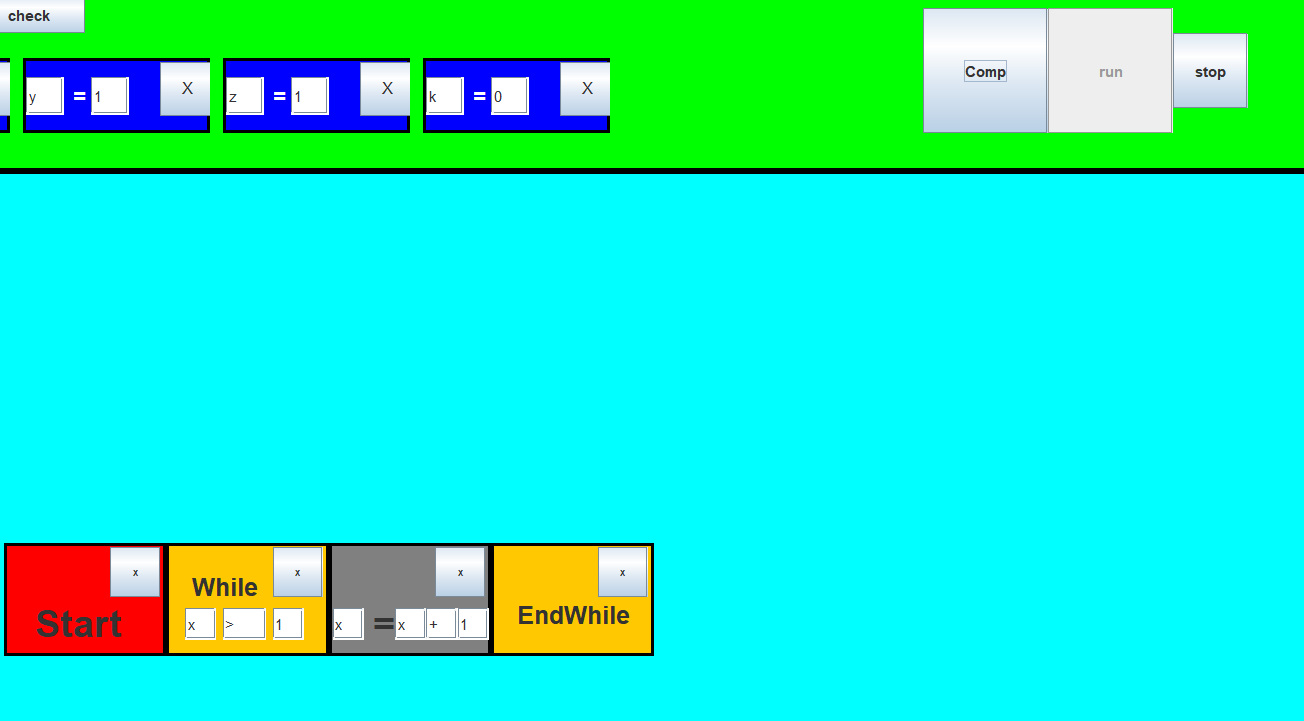 check
y = 1 X
z = 1 X
k = 0 X
Comp
run
stop
x
Start
x
While
x > 1
x
x = x + 1
x
EndWhile